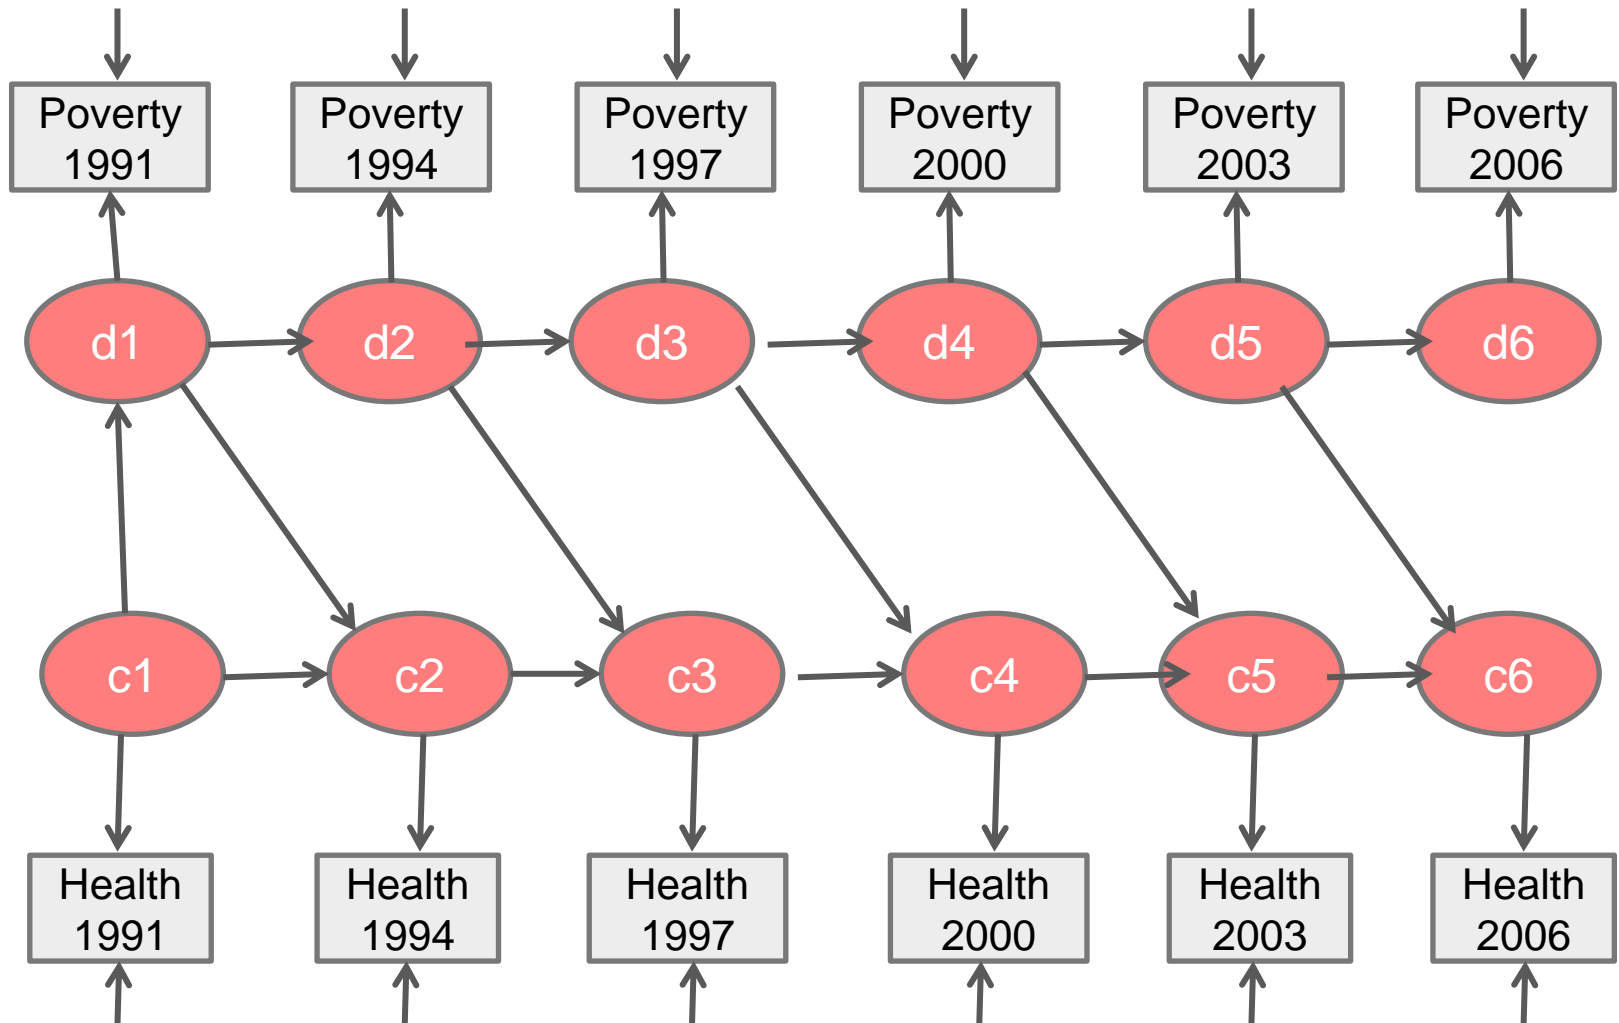 Poverty
1991
Poverty
1994
Poverty
1997
Poverty
2000
Poverty
2003
Poverty
2006
d1
d2
d3
d4
d5
d6
c1
c2
c3
c4
c5
c6
Health
1991
Health
1994
Health
1997
Health
2000
Health
2003
Health
2006